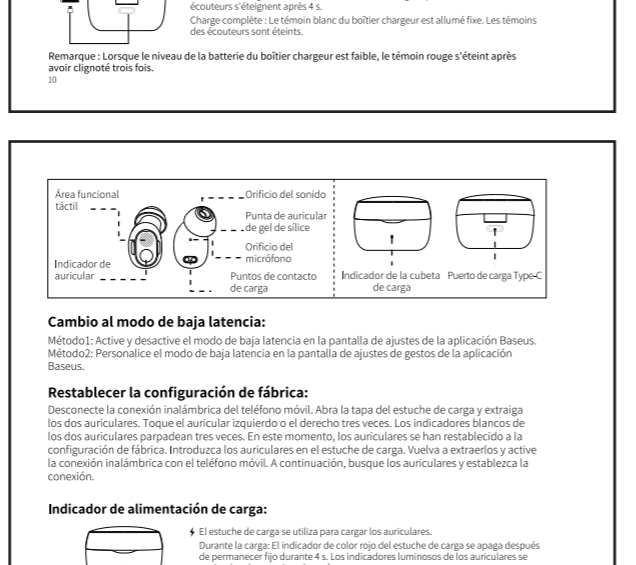 écouteurs s'éteignent après 4 s.
Charge complète : Le témoin blanc du boîtier chargeur est allumé fixe. Les témoins
des écouteurs sont éteints.
Remarque : Lorsque le niveau de la batterie du boîtier chargeur est faible, le témoin rouge s'éteint après
avoir clignoté trois fois.
10
Área funcional
táctil
Indicador de
auricular
Orificio del sonido
Punta de auricular
de gel de sílice
Orificio del
micrófono
Puntos de contacto
de carga
Indicador de la cubeta
de carga
Puerto de carga Type-C
Cambio al modo de baja latencia:
Método1: Active y desactive el modo de baja latencia en la pantalla de ajustes de la aplicación Baseus.
Método2: Personalice el modo de baja latencia en la pantalla de ajustes de gestos de la aplicación
Baseus.
Restablecer la configuración de fábrica:
Desconecte la conexión inalámbrica del teléfono móvil. Abra la tapa del estuche de carga y extraiga
los dos auriculares. Toque el auricular izquierdo o el derecho tres veces. Los indicadores blancos de
los dos auriculares parpadean tres veces. En este momento, los auriculares se han restablecido a la
configuración de fábrica. Introduzca los auriculares en el estuche de carga. Vuelva a extraerlos y active
la conexión inalámbrica con el teléfono móvil. A continuación, busque los auriculares y establezca la
conexión.
Indicador de alimentación de carga:
El estuche de carga se utiliza para cargar los auriculares.
Durante la carga: El indicador de color rojo del estuche de carga se apaga después
de permanecer fijo durante 4 s. Los indicadores luminosos de los auriculares se